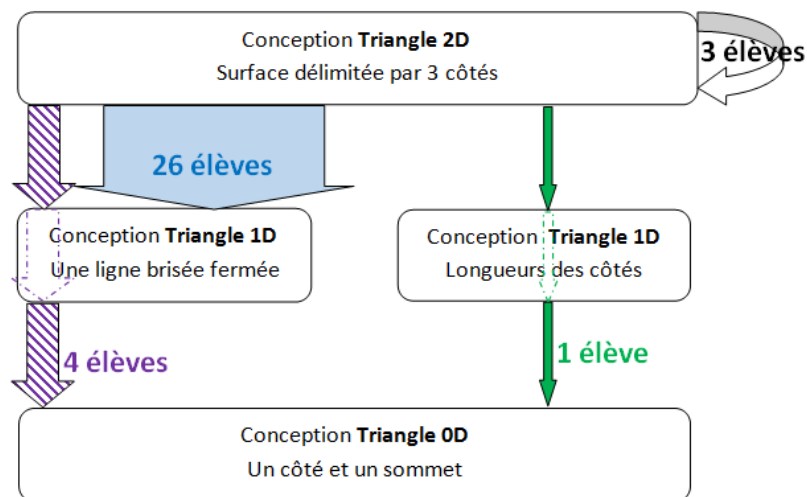 Conception Triangle 2D
Surface délimitée par 3 côtés
3 élèves
26 élèves
Conception Triangle 1D
Une ligne brisée fermée
Conception Triangle 1D
Longueurs des côtés
4 élèves
1 élève
Conception Triangle 0D
Un côté et un sommet